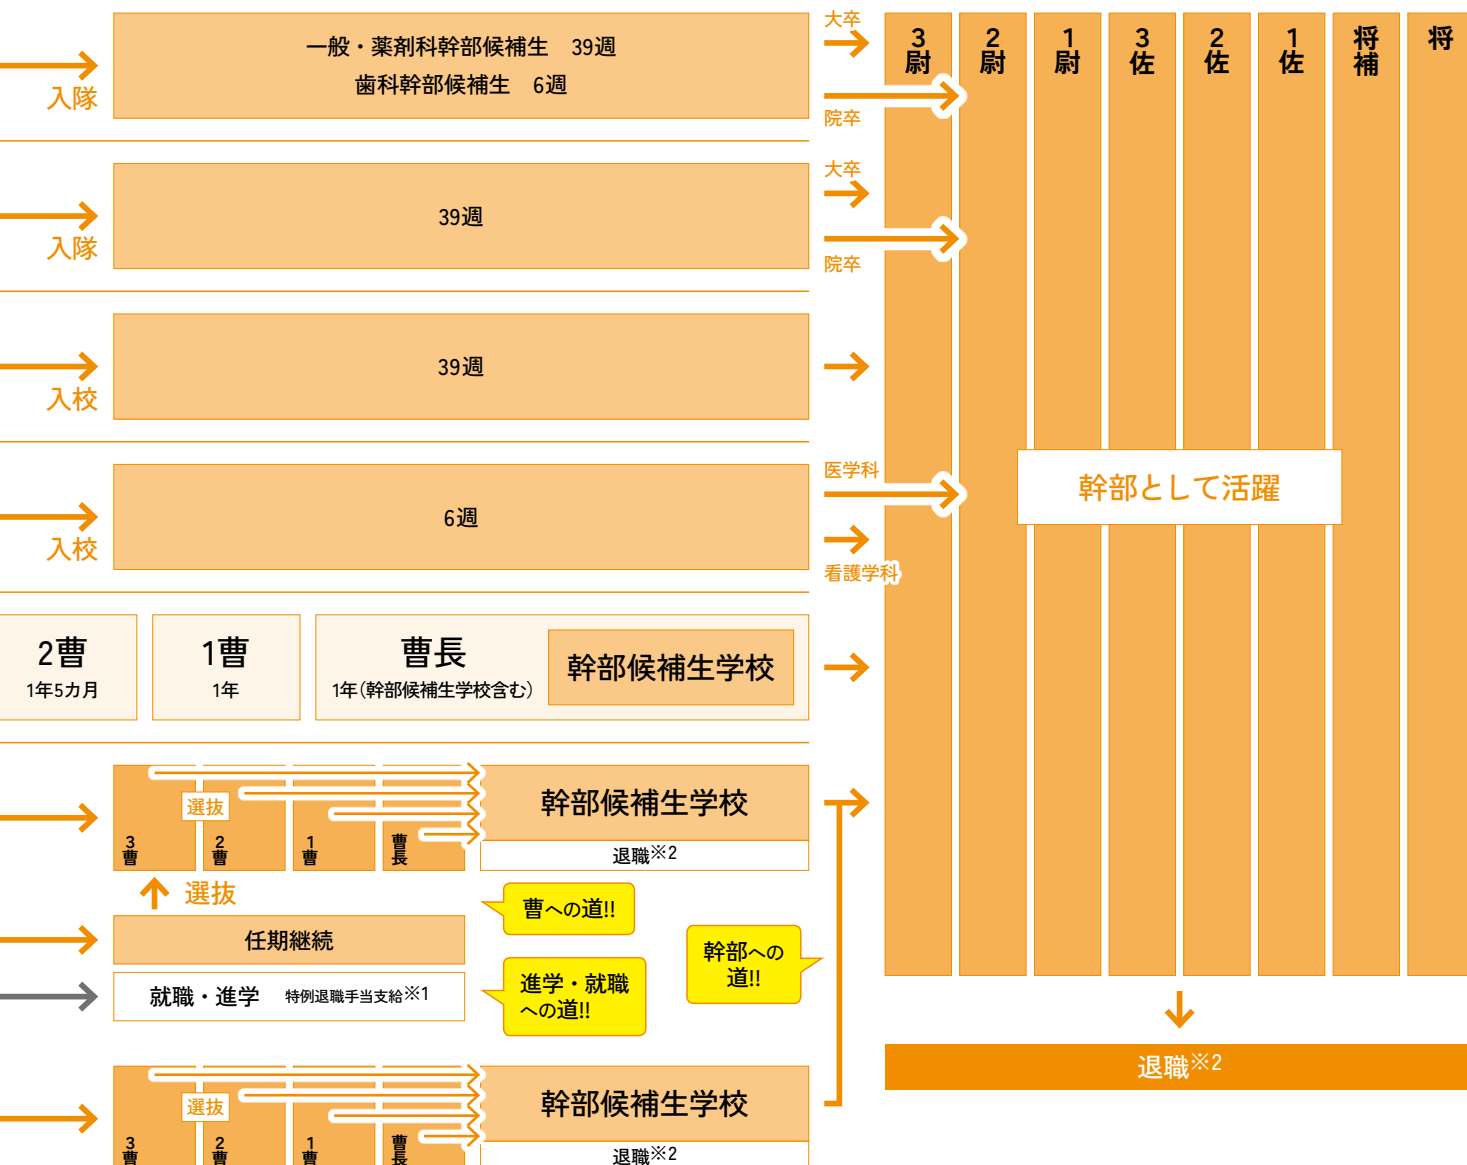 入隊
一般・薬剤科幹部候補生　39週
歯科幹部候補生　6週
大卒
院卒
3尉
2尉
1尉
3佐
2佐
1佐
将補
将
入隊
39週
大卒
院卒
入校
39週
入校
6週
医学科
看護学科
幹部として活躍
2曹
1年5カ月
1曹
1年
曹長
1年（幹部候補生学校含む）
幹部候補生学校
3曹
選抜
2曹
1曹
曹長
幹部候補生学校
退職※2
選抜
任期継続
曹への道!!
就職・進学　特例退職手当支給※1
進学・就職
への道!!
幹部への
道!!
退職※2
3曹
選抜
2曹
1曹
曹長
幹部候補生学校
退職※2